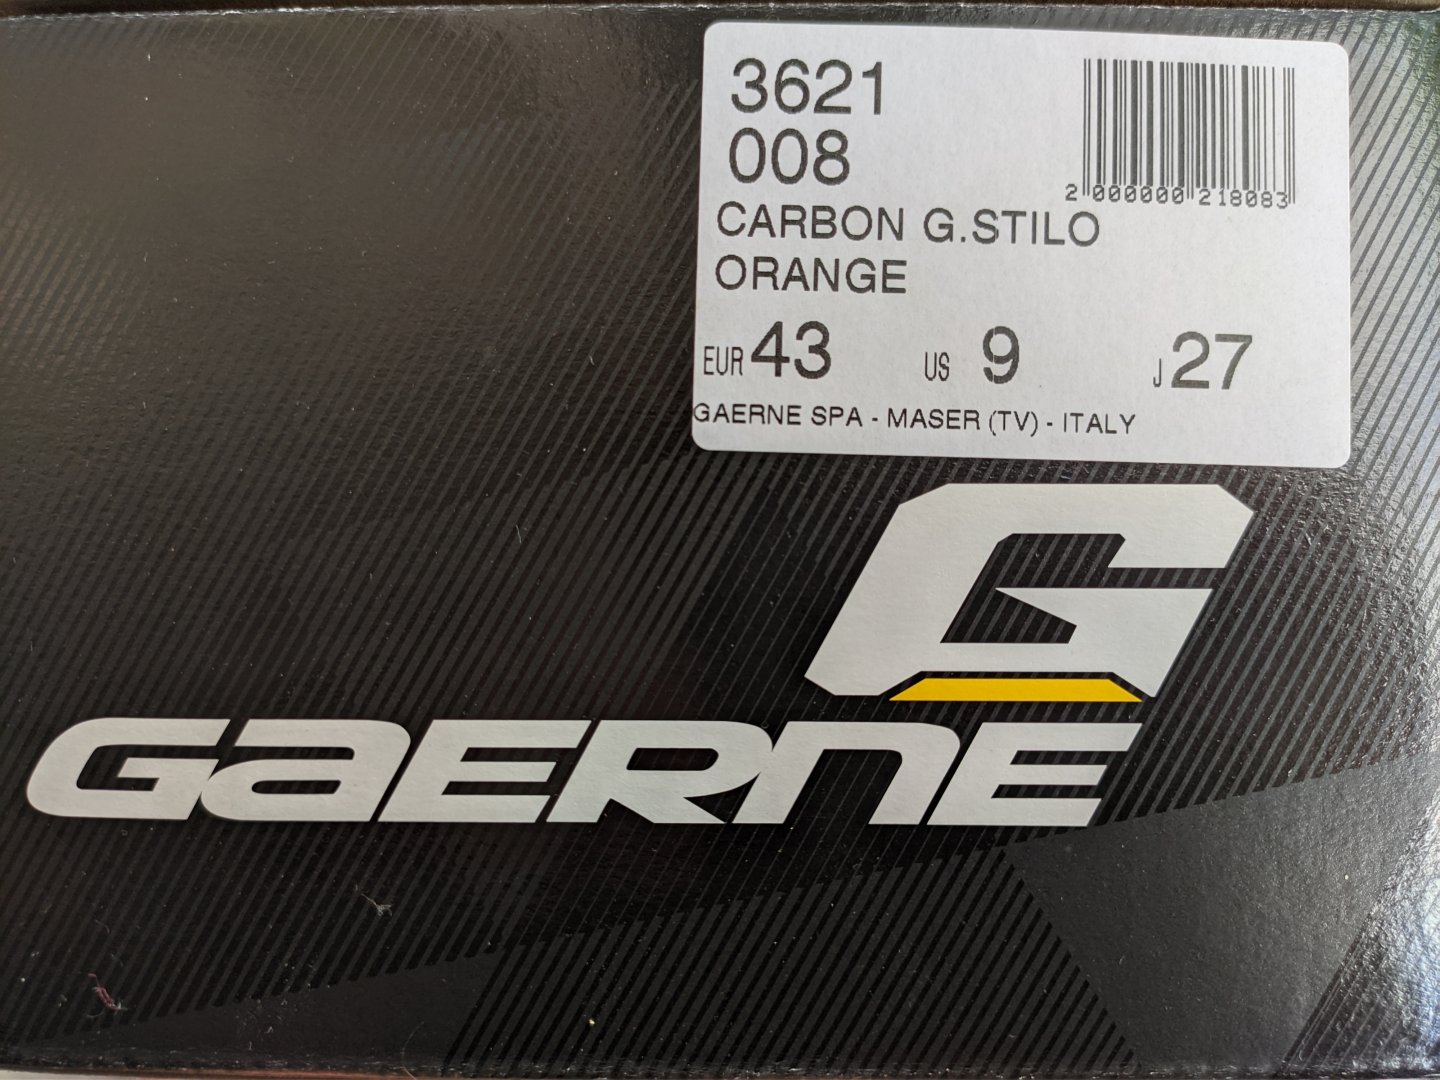 3621
008
CARBON G.STILO
ORANGE
2 000000 218083
EUR 43 US 9 J 27
GAERNE SPA - MASER (TV) - ITALY
G
GaERnE